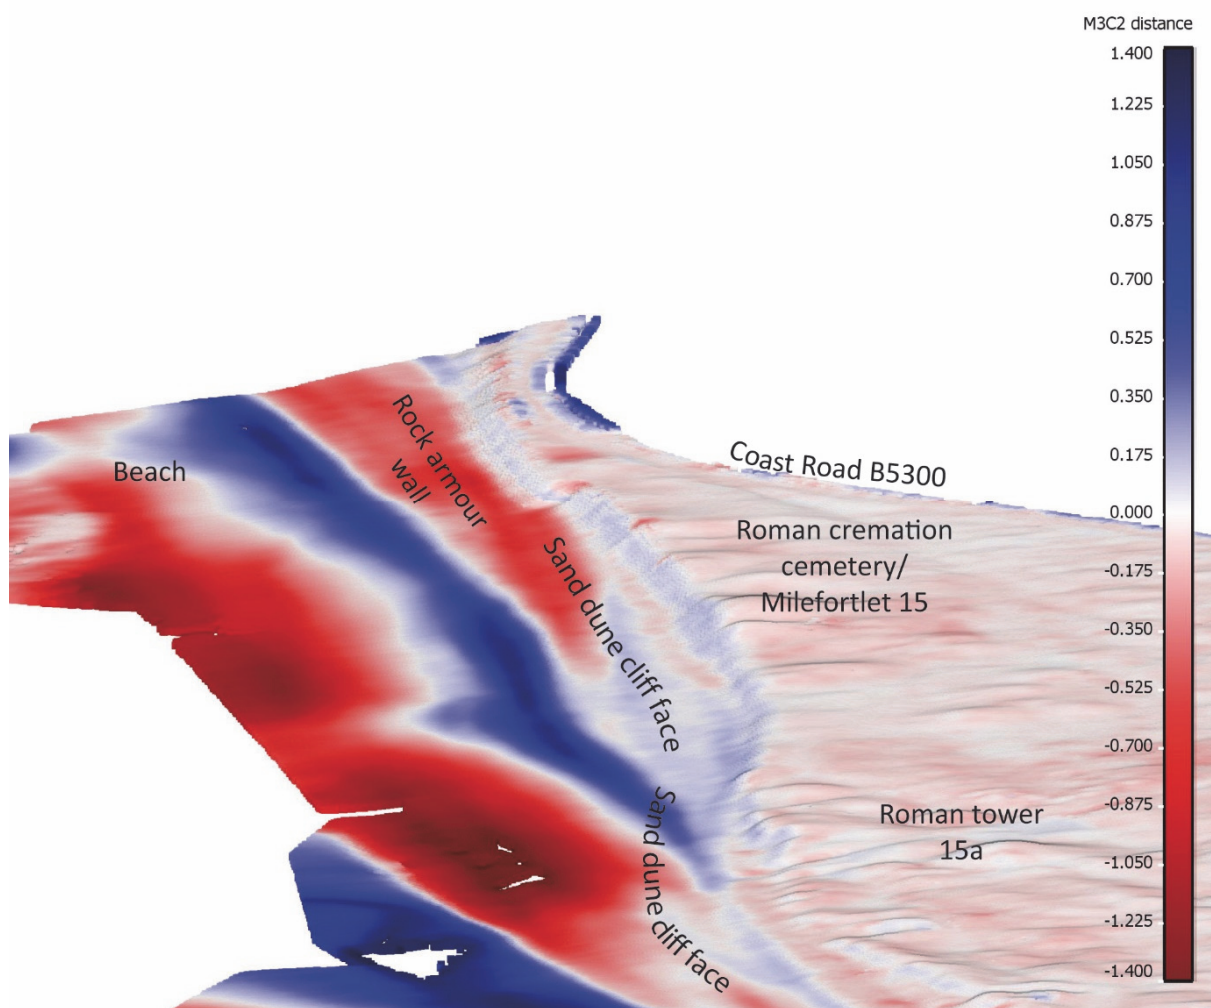 M3C2 distance
1.400
1.225
1.050
0.875
0.700
0.525
0.350
0.175
0.000
-0.175
-0.350
-0.525
-0.700
-0.875
-1.050
-1.225
-1.400
Beach
Rock armour
wall
Sand dune cliff face
Sand dune cliff face
Coast Road B5300
Roman cremation
cemetery/
Milefortlet 15
Roman tower
15a